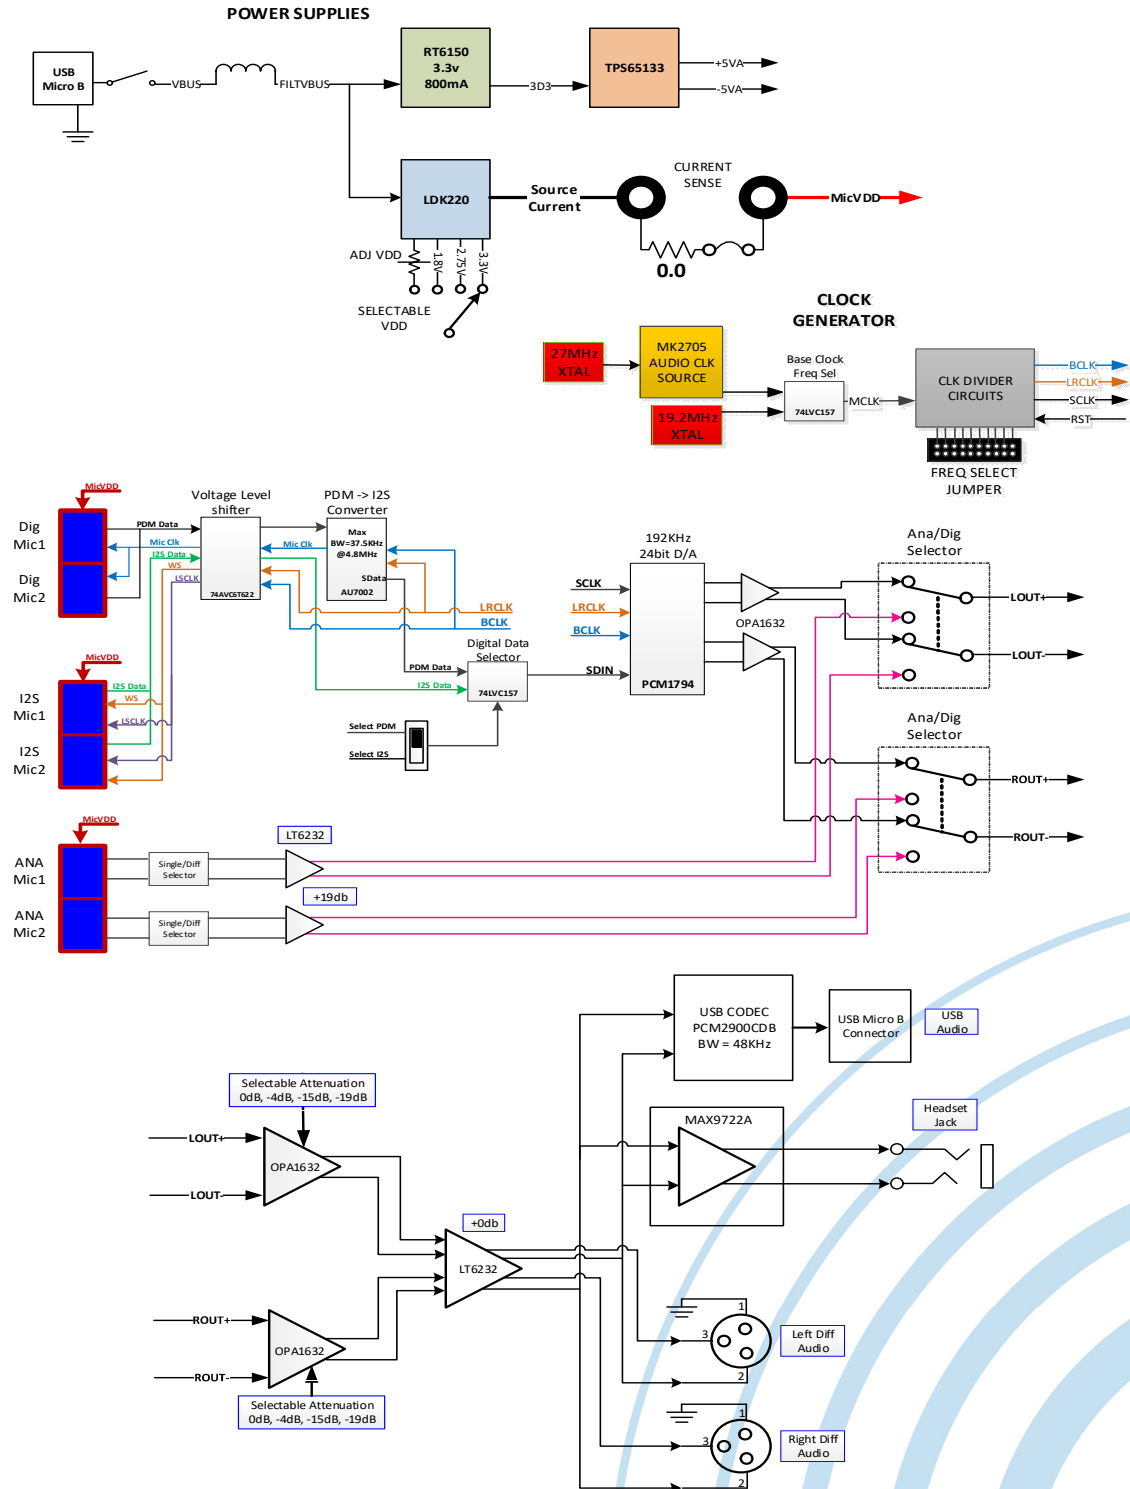 POWER SUPPLIES
USB
Micro B
VBUS
FILTVBUS
RT6150
3.3v
800mA
3D3
TPS65133
+5VA
-5VA
LDK220
Source
Current
CURRENT
SENSE
MicVDD
0.0
ADJ VDD
1.8V
2.75V
3.3V
SELECTABLE
VDD
CLOCK
GENERATOR
27MHz
XTAL
MK2705
AUDIO CLK
SOURCE
19.2MHz
XTAL
Base Clock
Freq Sel
74LVC157
MCLK
CLK DIVIDER
CIRCUITS
BCLK
LRCLK
SCLK
RST
FREQ SELECT
JUMPER
MicVDD
Dig
Mic1
Dig
Mic2
PDM Data
Mic Clk
I2S Data
WS
LSCLK
Voltage Level
shifter
74AVC6T622
Mic Clk
PDM -> I2S
Converter
Max
BW=37.5KHz
@4.8MHz
SData
AU7002
LRCLK
BCLK
MicVDD
I2S
Mic1
I2S
Mic2
I2S Data
WS
LSCLK
Digital Data
Selector
PDM Data
I2S Data
74LVC157
Select PDM
Select I2S
192KHz
24bit D/A
SCLK
LRCLK
BCLK
SDIN
PCM1794
OPA1632
Ana/Dig
Selector
LOUT+
LOUT-
Ana/Dig
Selector
ROUT+
ROUT-
MicVDD
ANA
Mic1
ANA
Mic2
Single/Diff
Selector
Single/Diff
Selector
LT6232
+19db
USB CODEC
PCM2900CDB
BW = 48KHz
USB Micro B
Connector
USB
Audio
Selectable Attenuation
0dB, -4dB, -15dB, -19dB
LOUT+
LOUT-
OPA1632
MAX9722A
Headset
Jack
+0db
LT6232
ROUT+
ROUT-
OPA1632
Selectable Attenuation
0dB, -4dB, -15dB, -19dB
1
3
2
Left Diff
Audio
1
3
2
Right Diff
Audio